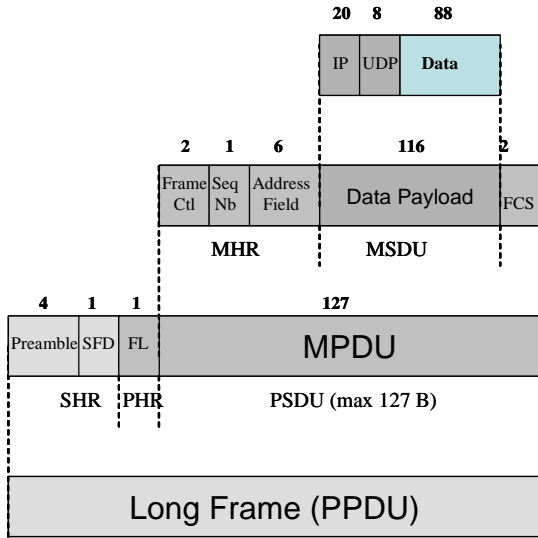 20 8 88
IP UDP Data
2 1 6 116 2
Frame Seq Address
Ctl Nb Field Data Payload FCS
MHR MSDU
4 1 1 127
Preamble SFD FL MPDU
SHR PHR PSDU (max 127 B)
Long Frame (PPDU)